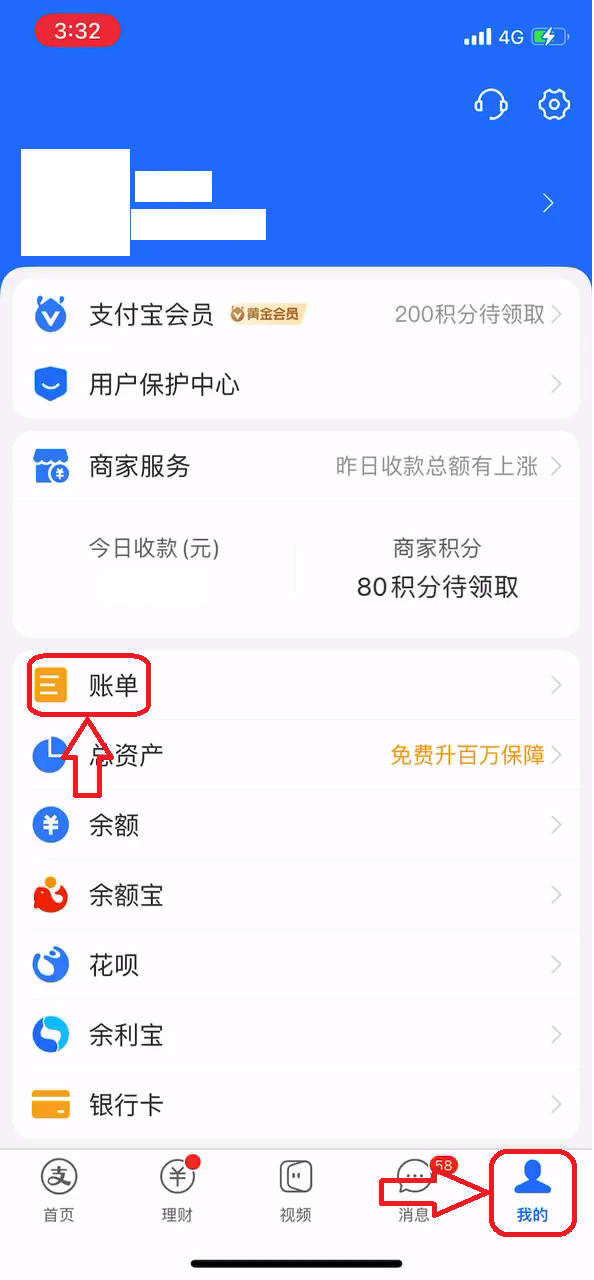 3:32
4G
支付宝会员 黄金会员 200积分待领取
用户保护中心
商家服务 昨日收款总额有上涨
今日收款(元) 商家积分
80积分待领取
账单
总资产 免费升百万保障
余额
余额宝
花呗
余利宝
银行卡
58
首页 理财 视频 消息 我的